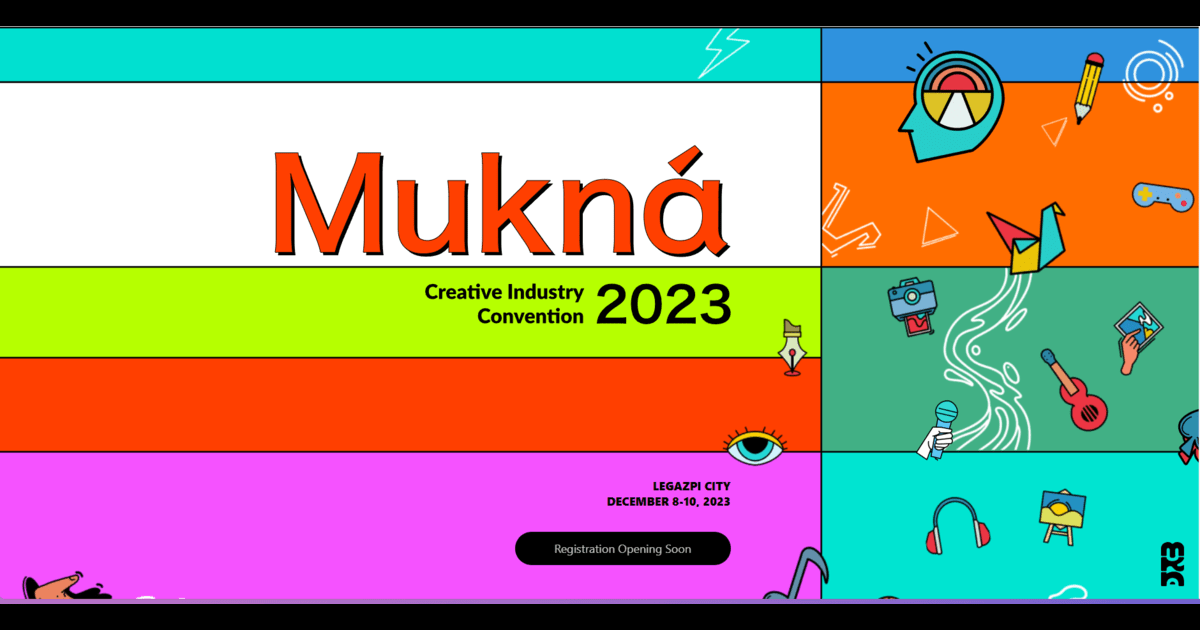 Mukná
Creative Industry
Convention
2023
LEGAZPI CITY
DECEMBER 8-10, 2023
Registration Opening Soon